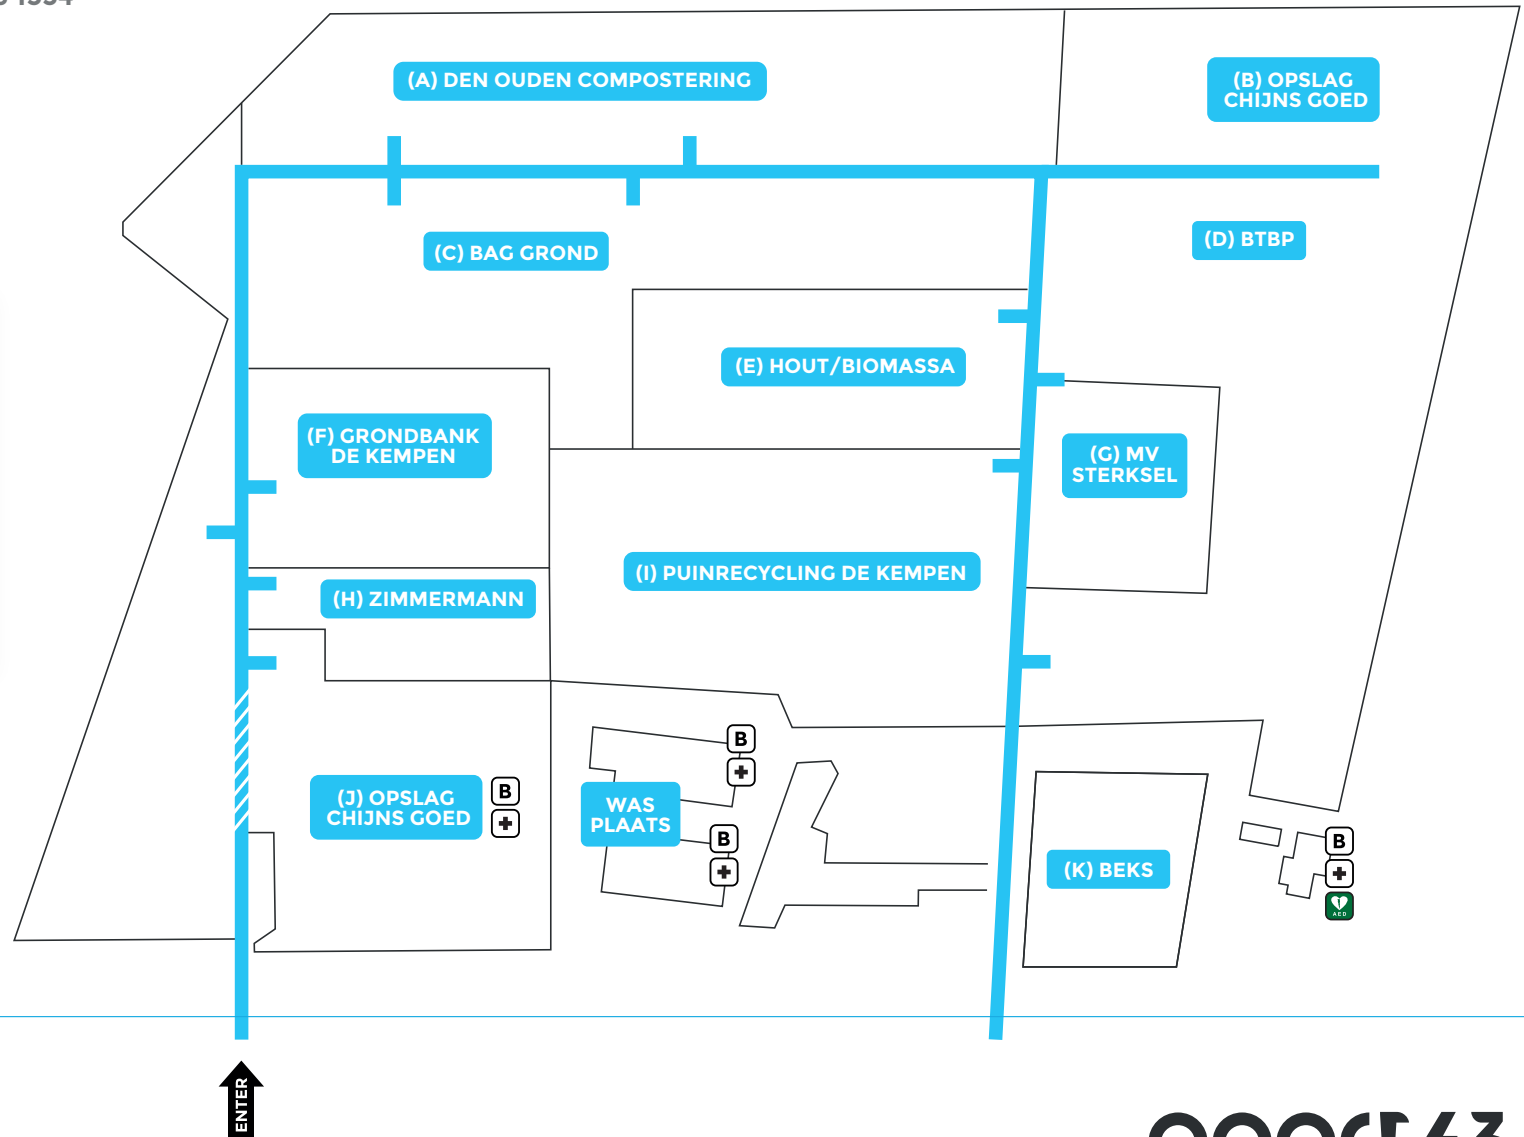 (A) DEN OUDEN COMPOSTERING
(B) OPSLAG
CHIJNS GOED
(C) BAG GROND
(D) BTBP
(E) HOUT/BIOMASSA
(F) GRONDBANK
DE KEMPEN
(G) MV
STERKSEL
(H) ZIMMERMANN
(I) PUINRECYCLING DE KEMPEN
(J) OPSLAG
CHIJNS GOED
B
B
WAS
PLAATS
B
(K) BEKS
B
AED
ENTER